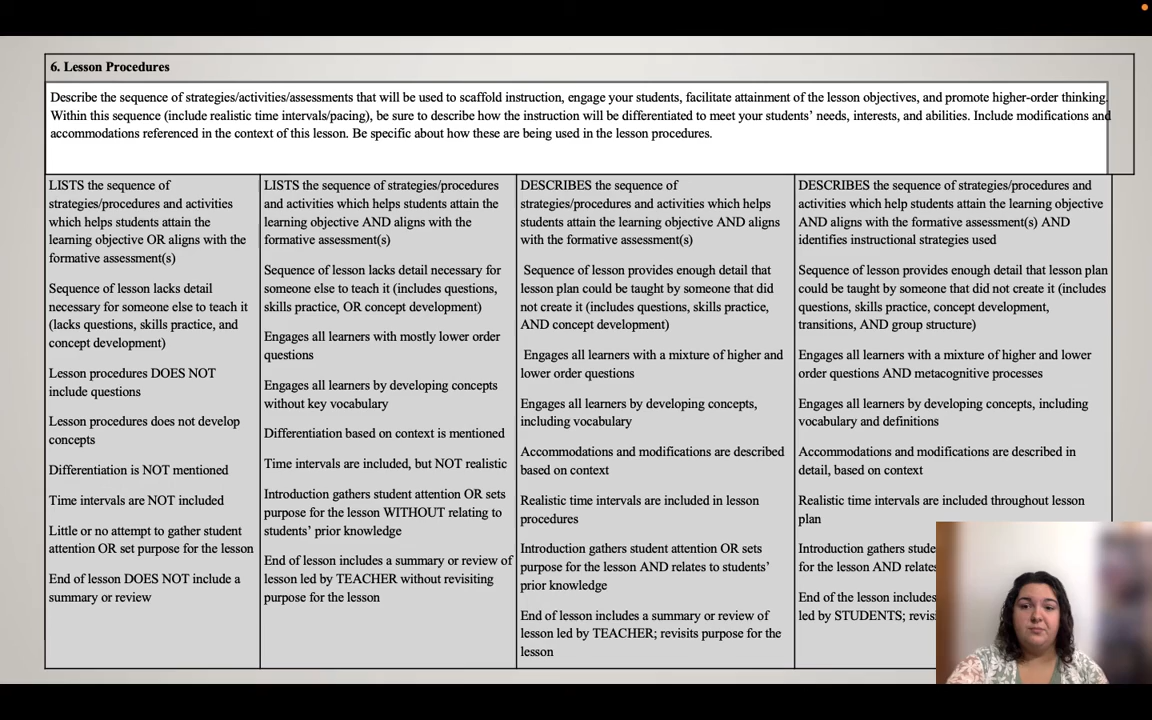 6. Lesson Procedures
Describe the sequence of strategies/activities/assessments that will be used to scaffold instruction, engage your students, facilitate attainment of the lesson objectives, and promote higher-order thinking.
Within this sequence (include realistic time intervals/pacing), be sure to describe how the instruction will be differentiated to meet your students' needs, interests, and abilities. Include modifications and
accommodations referenced in the context of this lesson. Be specific about how these are being used in the lesson procedures.
LISTS the sequence of
strategies/procedures and activities
which helps students attain the
learning objective OR aligns with the
formative assessment(s)
Sequence of lesson lacks detail
necessary for someone else to teach it
(lacks questions, skills practice, and
concept development)
Lesson procedures DOES NOT
include questions
Lesson procedures does not develop
concepts
Differentiation is NOT mentioned
Time intervals are NOT included
Little or no attempt to gather student
attention OR set purpose for the lesson
End of lesson DOES NOT include a
summary or review
LISTS the sequence of strategies/procedures
and activities which helps students attain the
learning objective AND aligns with the
formative assessment(s)
Sequence of lesson lacks detail necessary for
someone else to teach it (includes questions,
skills practice, OR concept development)
Engages all learners with mostly lower order
questions
Engages all learners by developing concepts
without key vocabulary
Differentiation based on context is mentioned
Time intervals are included, but NOT realistic
Introduction gathers student attention OR sets
purpose for the lesson WITHOUT relating to
students' prior knowledge
End of lesson includes a summary or review of
lesson led by TEACHER without revisiting
purpose for the lesson
DESCRIBES the sequence of
strategies/procedures and activities which helps
students attain the learning objective AND aligns
with the formative assessment(s)
Sequence of lesson provides enough detail that
lesson plan could be taught by someone that did
not create it (includes questions, skills practice,
AND concept development)
Engages all learners with a mixture of higher and
lower order questions
Engages all learners by developing concepts,
including vocabulary
Accommodations and modifications are described
based on context
Realistic time intervals are included in lesson
procedures
Introduction gathers student attention OR sets
purpose for the lesson AND relates to students'
prior knowledge
End of lesson includes a summary or review of
lesson led by TEACHER; revisits purpose for the
lesson
DESCRIBES the sequence of strategies/procedures and
activities which help students attain the learning objective
AND aligns with the formative assessment(s) AND
identifies instructional strategies used
Sequence of lesson provides enough detail that lesson plan
could be taught by someone that did not create it (includes
questions, skills practice, concept development,
transitions, AND group structure)
Engages all learners with a mixture of higher and lower
order questions AND metacognitive processes
Engages all learners by developing concepts, including
vocabulary and definitions
Accommodations and modifications are described in
detail, based on context
Realistic time intervals are included throughout lesson
plan
Introduction gathers
for the lesson AND relates
End of the lesson includes
led by STUDENTS;